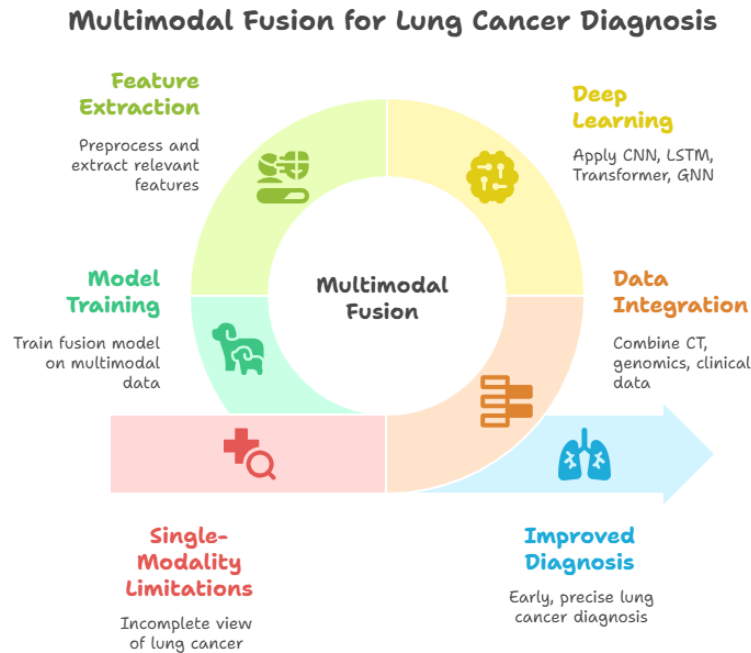 Multimodal Fusion for Lung Cancer Diagnosis
Feature
Extraction
Preprocess and
extract relevant
features
Deep
Learning
Apply CNN, LSTM,
Transformer, GNN
Model
Training
Train fusion model
on multimodal
data
Multimodal
Fusion
Data
Integration
Combine CT,
genomics, clinical
data
Single-
Modality
Limitations
Incomplete view
of lung cancer
Improved
Diagnosis
Early, precise lung
cancer diagnosis